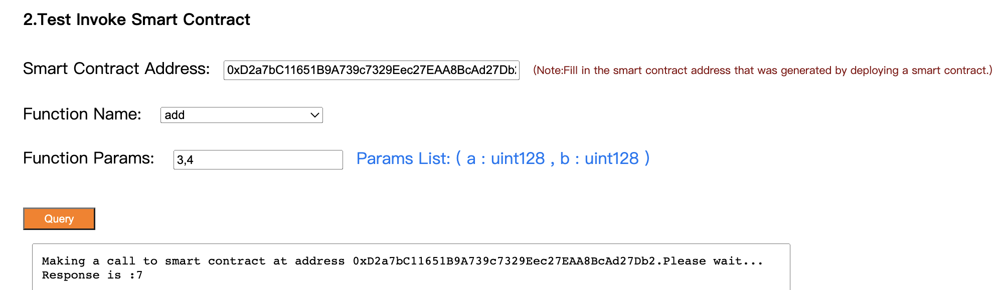 2.Test Invoke Smart Contract
Smart Contract Address: 0xD2a7bC11651B9A739c7329Eec27EAA8BcAd27Db2 (Note:Fill in the smart contract address that was generated by deploying a smart contract.)
Function Name: add
Function Params: 3,4 Params List: ( a : uint128 , b : uint128 )
Query
Making a call to smart contract at address 0xD2a7bC11651B9A739c7329Eec27EAA8BcAd27Db2.Please wait...
Response is :7